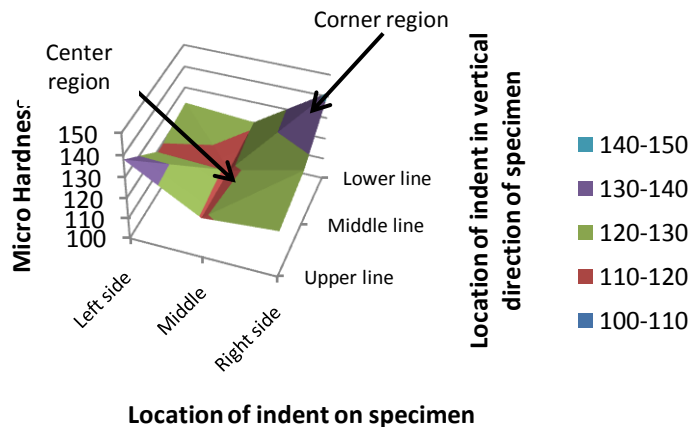 Corner region
Center
region
Micro Hardness
150
140
130
120
110
100
Lower line
Middle line
Upper line
Left side
Middle
Right side
Location of indent on specimen
Location of indent in vertical
direction of specimen
140-150
130-140
120-130
110-120
100-110